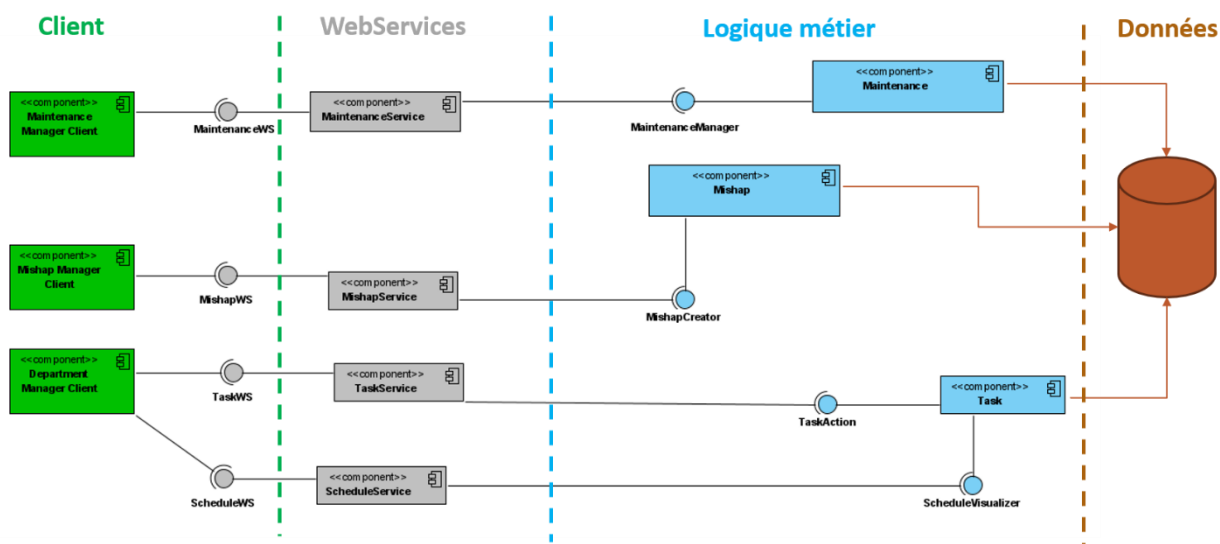 Client
WebServices
Logique métier
Données
<<component>>
Maintenance
Manager Client
MaintenanceWS
<<component>>
MaintenanceService
MaintenanceManager
<<component>>
Maintenance
<<component>>
Mishap
<<component>>
Mishap Manager
Client
MishapWS
<<component>>
MishapService
MishapCreator
<<component>>
Department
Manager Client
TaskWS
<<component>>
TaskService
TaskAction
<<component>>
Task
ScheduleWS
<<component>>
ScheduleService
ScheduleVisualizer